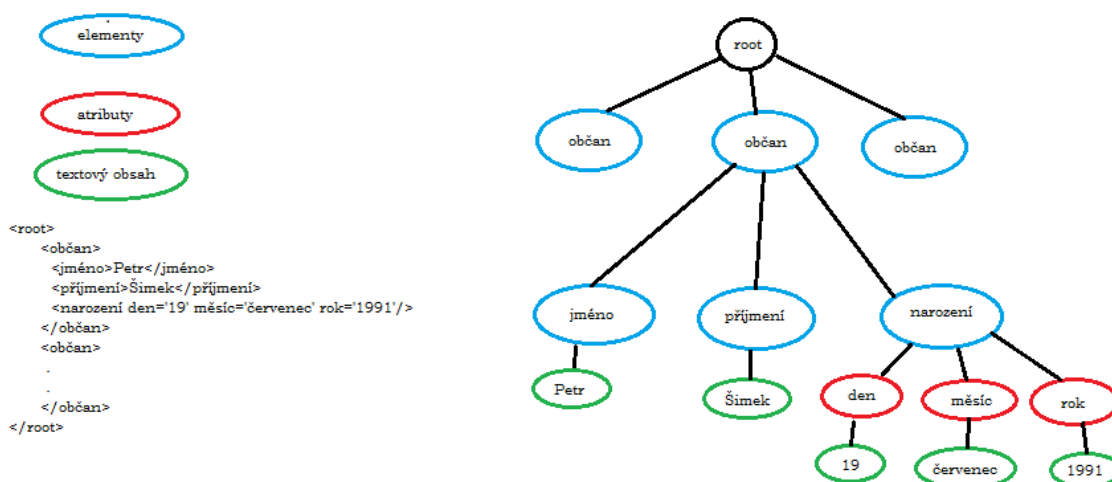 elementy
atributy
textový obsah
<root>
<občan>
<jméno>Petr</jméno>
<příjmení>Šimek</příjmení>
<narození den='19' měsíc='červenec' rok='1991'/>
</občan>
<občan>
.
.
</občan>
</root>
root
občan občan občan
jméno příjmení narození
Petr Šimek den měsíc rok
19 červenec 1991